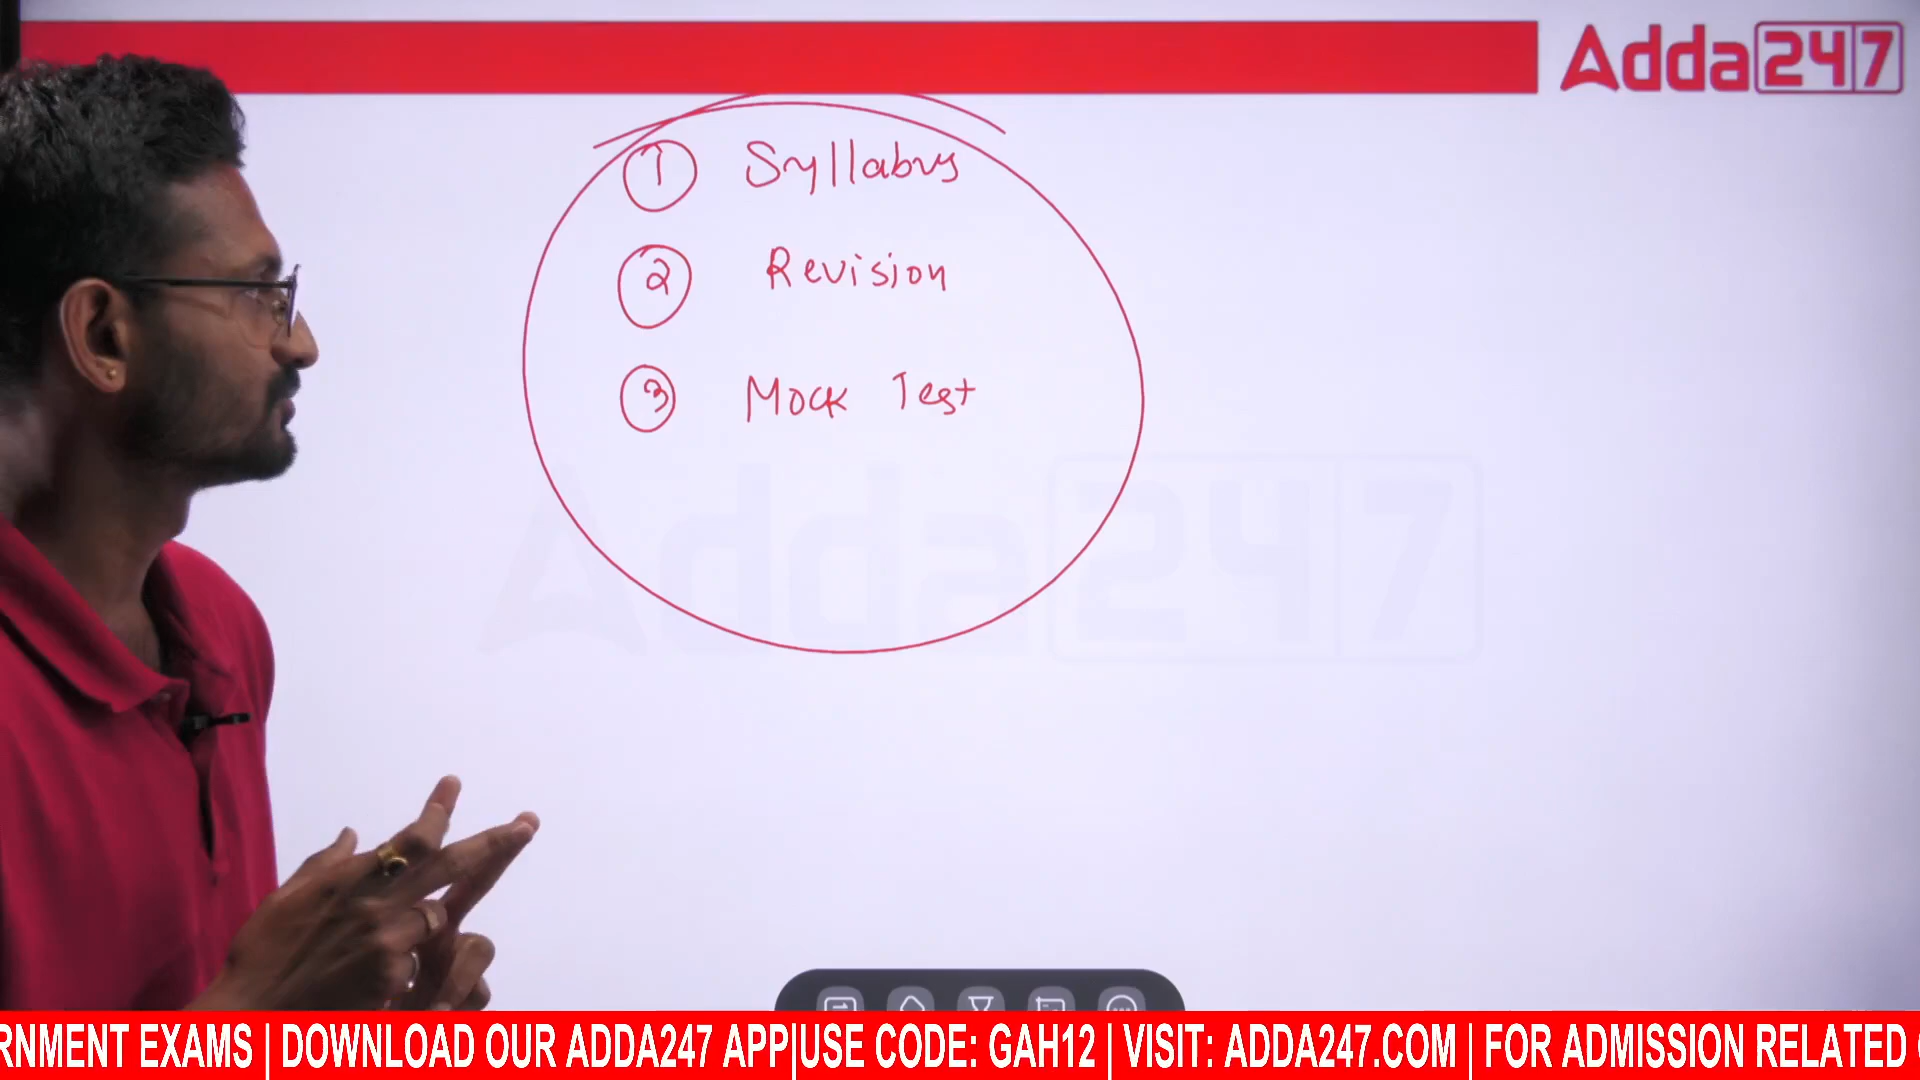 Adda247
1 Syllabus
2 Revision
3 Mock Test
Adda247
RNMENT EXAMS | DOWNLOAD OUR ADDA247 APP|USE CODE: GAH12 | VISIT: ADDA247.COM | FOR ADMISSION RELATED